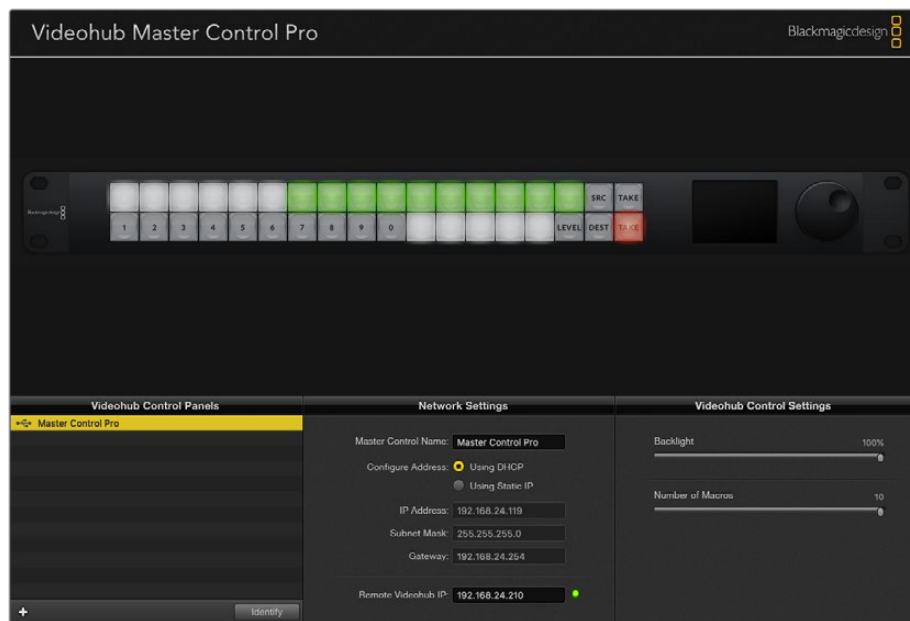 Videohub Master Control Pro
Blackmagicdesign
Blackmagicdesign
SRC TAKE
1 2 3 4 5 6 7 8 9 0 LEVEL DEST TAKE
Videohub Control Panels
Master Control Pro
Identify
Network Settings
Master Control Name: Master Control Pro
Configure Address: Using DHCP
Using Static IP
IP Address: 192.168.24.119
Subnet Mask: 255.255.255.0
Gateway: 192.168.24.254
Remote Videohub IP: 192.168.24.210
Videohub Control Settings
Backlight 100%
Number of Macros 10